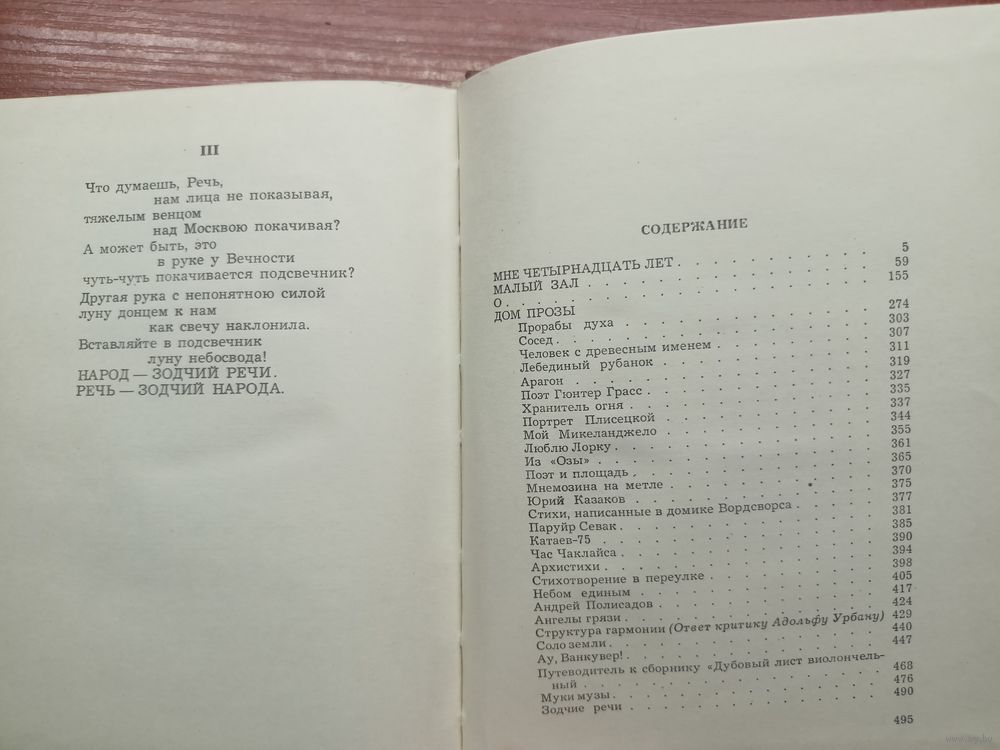 III
Что думаешь, Речь,
нам лица не показывая,
тяжелым венцом
над Москвою покачивая?
А может быть, это
в руке у Вечности
чуть-чуть покачивается подсвечник?
Другая рука с непонятною силой
луну донцем к нам
как свечу наклонила.
Вставляйте в подсвечник
луну небосвода!
НАРОД — ЗОДЧИЙ РЕЧИ.
РЕЧЬ — ЗОДЧИЙ НАРОДА.
СОДЕРЖАНИЕ
МНЕ ЧЕТЫРНАДЦАТЬ ЛЕТ . . . . . . . . 5
МАЛЫЙ ЗАЛ . . . . . . . . 59
О . . . . . . . . 155
ДОМ ПРОЗЫ
Прорабы духа . . . . . . . . 274
Сосед . . . . . . . . 303
Человек с древесным именем . . . . . . . . 307
Лебединый рубанок . . . . . . . . 311
Арагон . . . . . . . . 319
Поэт Гюнтер Грасс . . . . . . . . 327
Хранитель огня . . . . . . . . 335
Портрет Плисецкой . . . . . . . . 337
Мой Микеланджело . . . . . . . . 344
Люблю Лорку . . . . . . . . 355
Из «Озы» . . . . . . . . 361
Поэт и площадь . . . . . . . . 365
Мнемозина на метле . . . . . . . . 370
Юрий Казаков . . . . . . . . 375
Стихи, написанные в домике Вордсворса . . . . 377
Паруйр Севак . . . . . . . . 381
Катаев-75 . . . . . . . . 385
Час Чаклайса . . . . . . . . 390
Архистихи . . . . . . . . 394
Стихотворение в переулке . . . . . . . . 398
Небом единым . . . . . . . . 405
Андрей Полисадов . . . . . . . . 417
Ангелы грязи . . . . . . . . 424
Структура гармонии (Ответ критику Адольфу Урбану) 429
Соло земли . . . . . . . . 440
Ау, Ванкувер! . . . . . . . . 447
Путеводитель к сборнику «Дубовый лист виолончель-
ный . . . . . . . . 468
Муки музы . . . . . . . . 476
Зодчие речи . . . . . . . . 490
495